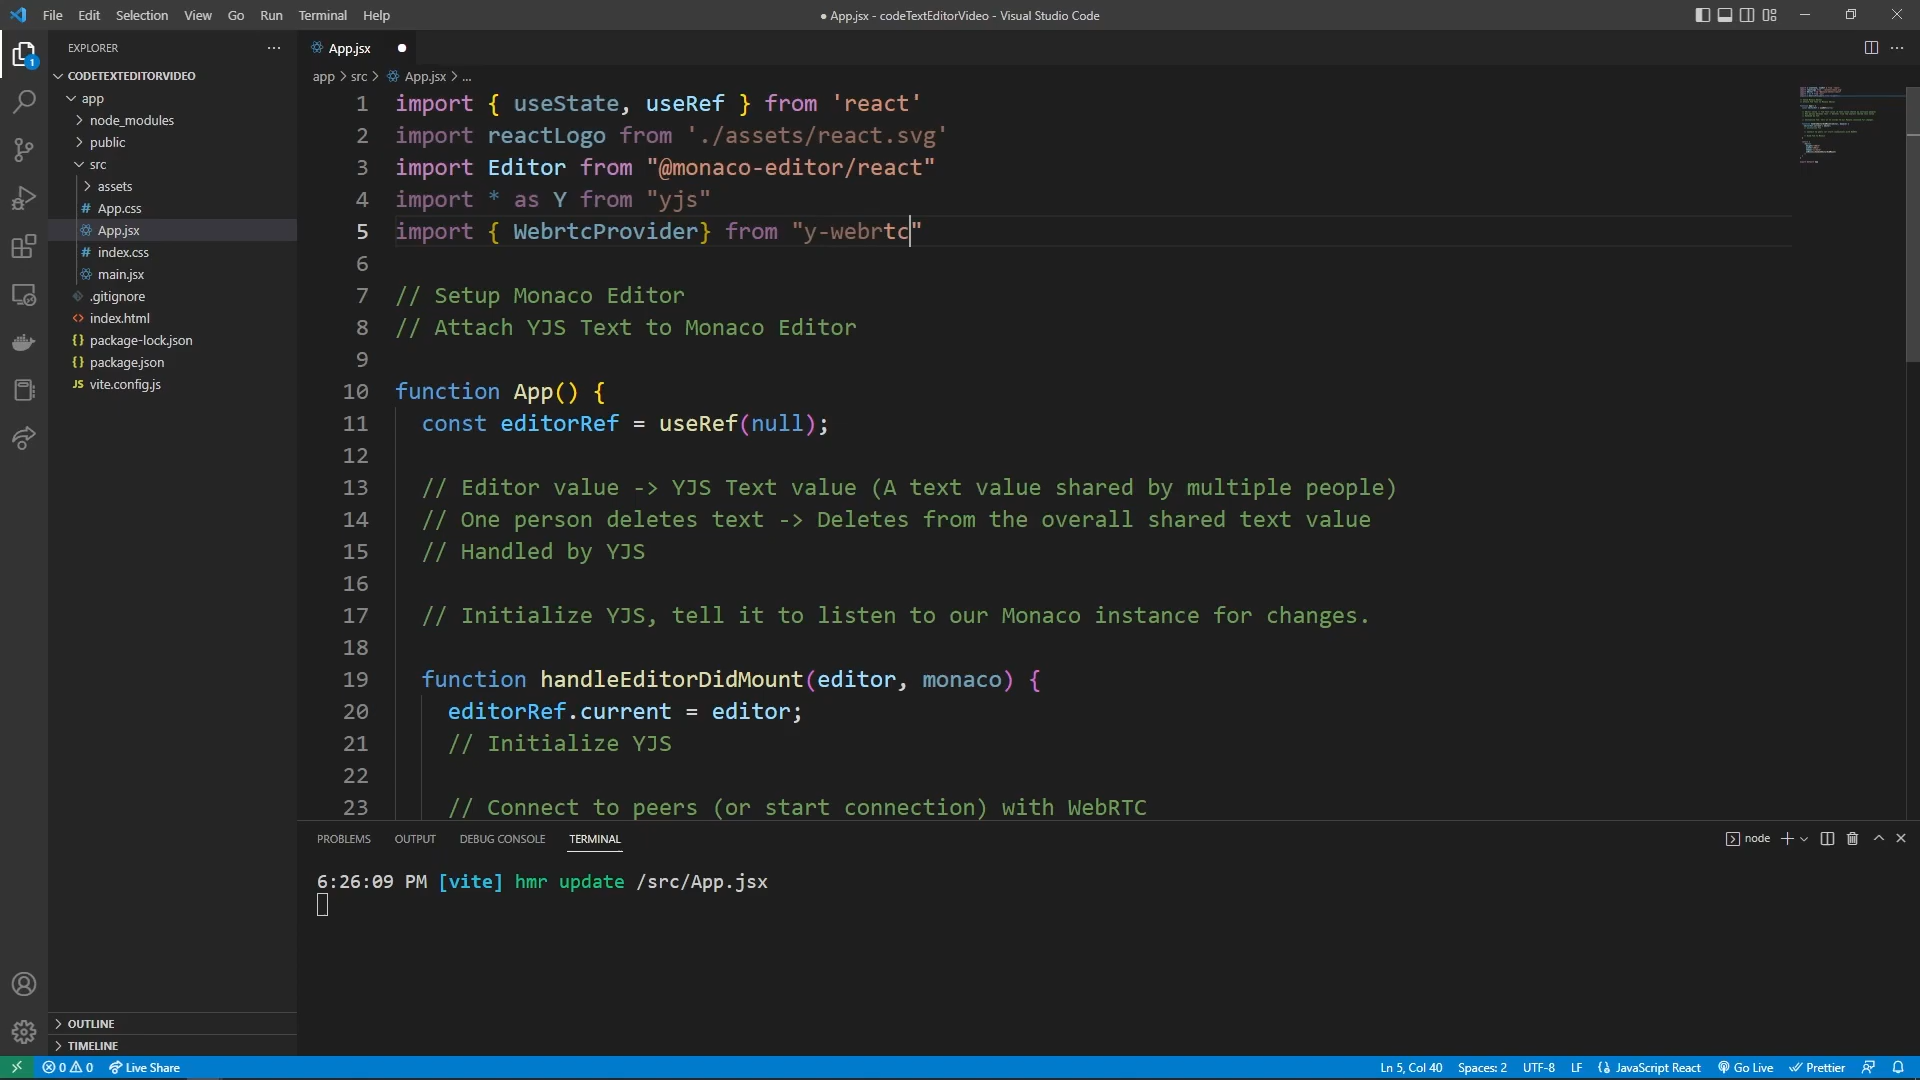 File Edit Selection View Go Run Terminal Help
● App.jsx - codeTextEditorVideo - Visual Studio Code
EXPLORER
CODETEXTEDITORVIDEO
app
node_modules
public
src
assets
# App.css
App.jsx
# index.css
main.jsx
.gitignore
<> index.html
{} package-lock.json
{} package.json
JS vite.config.js
OUTLINE
TIMELINE
1
App.jsx
app > src > App.jsx > ...
1 import { useState, useRef } from 'react'
2 import reactLogo from './assets/react.svg'
3 import Editor from "@monaco-editor/react"
4 import * as Y from "yjs"
5 import { WebrtcProvider} from "y-webrtc"
6
7 // Setup Monaco Editor
8 // Attach YJS Text to Monaco Editor
9
10 function App() {
11 const editorRef = useRef(null);
12
13 // Editor value -> YJS Text value (A text value shared by multiple people)
14 // One person deletes text -> Deletes from the overall shared text value
15 // Handled by YJS
16
17 // Initialize YJS, tell it to listen to our Monaco instance for changes.
18
19 function handleEditorDidMount(editor, monaco) {
20 editorRef.current = editor;
21 // Initialize YJS
22
23 // Connect to peers (or start connection) with WebRTC
PROBLEMS OUTPUT DEBUG CONSOLE TERMINAL
node
6:26:09 PM [vite] hmr update /src/App.jsx
0 0 Live Share
Ln 5, Col 40 Spaces: 2 UTF-8 LF JavaScript React Go Live Prettier